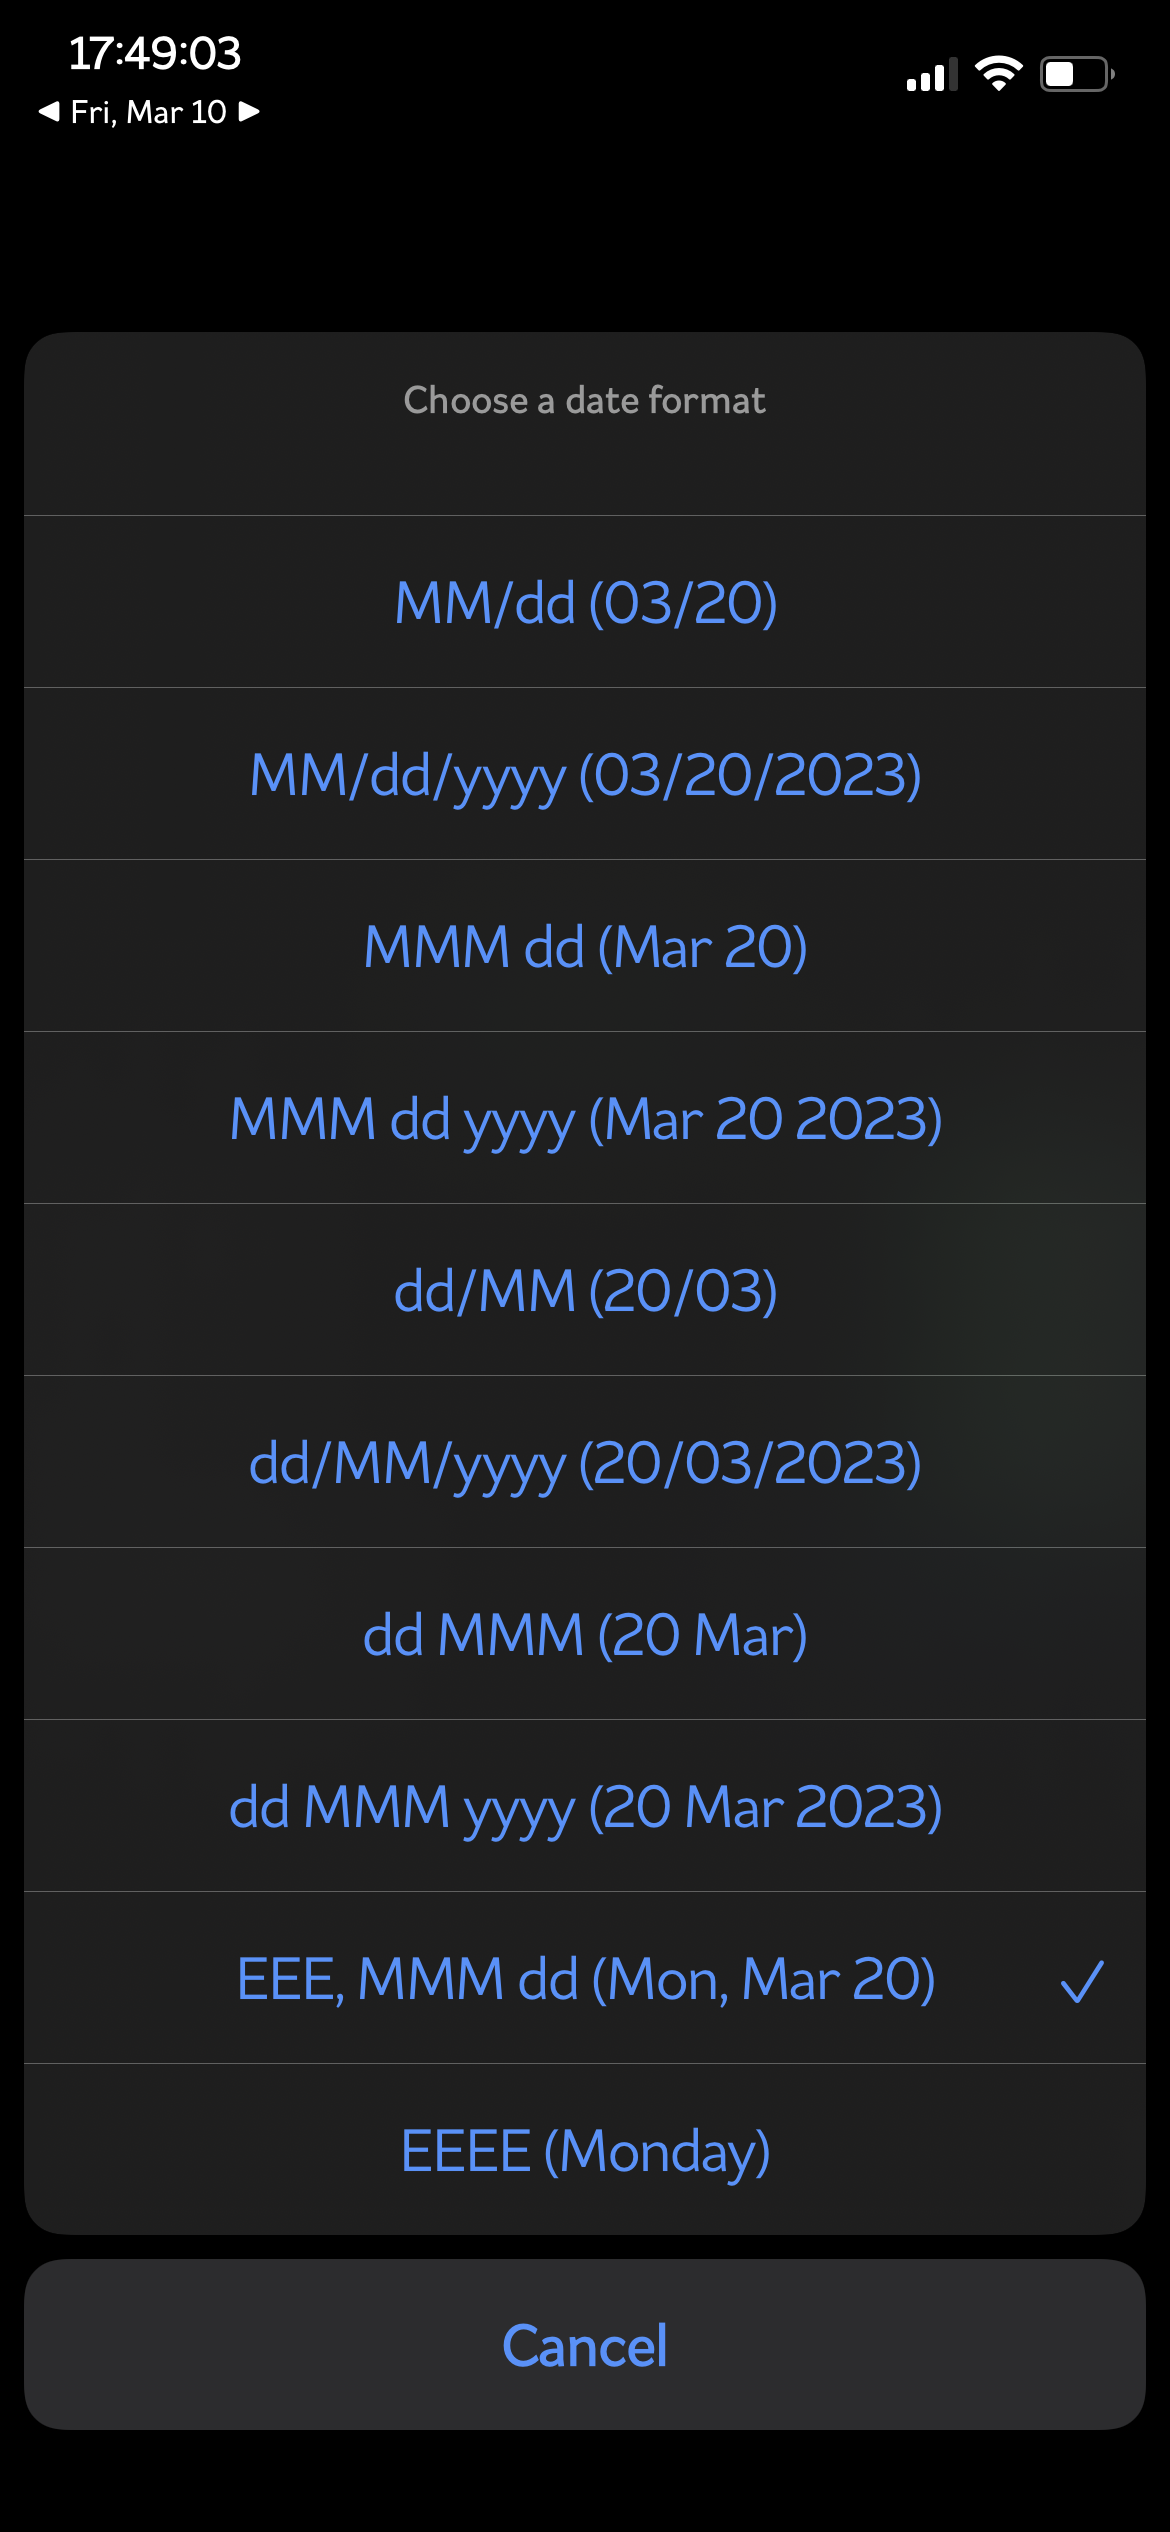 17:49:03
◀ Fri, Mar 10 ▶
Choose a date format
MM/dd (03/20)
MM/dd/yyyy (03/20/2023)
MMM dd (Mar 20)
MMM dd yyyy (Mar 20 2023)
dd/MM (20/03)
dd/MM/yyyy (20/03/2023)
dd MMM (20 Mar)
dd MMM yyyy (20 Mar 2023)
EEE, MMM dd (Mon, Mar 20)
EEEE (Monday)
Cancel